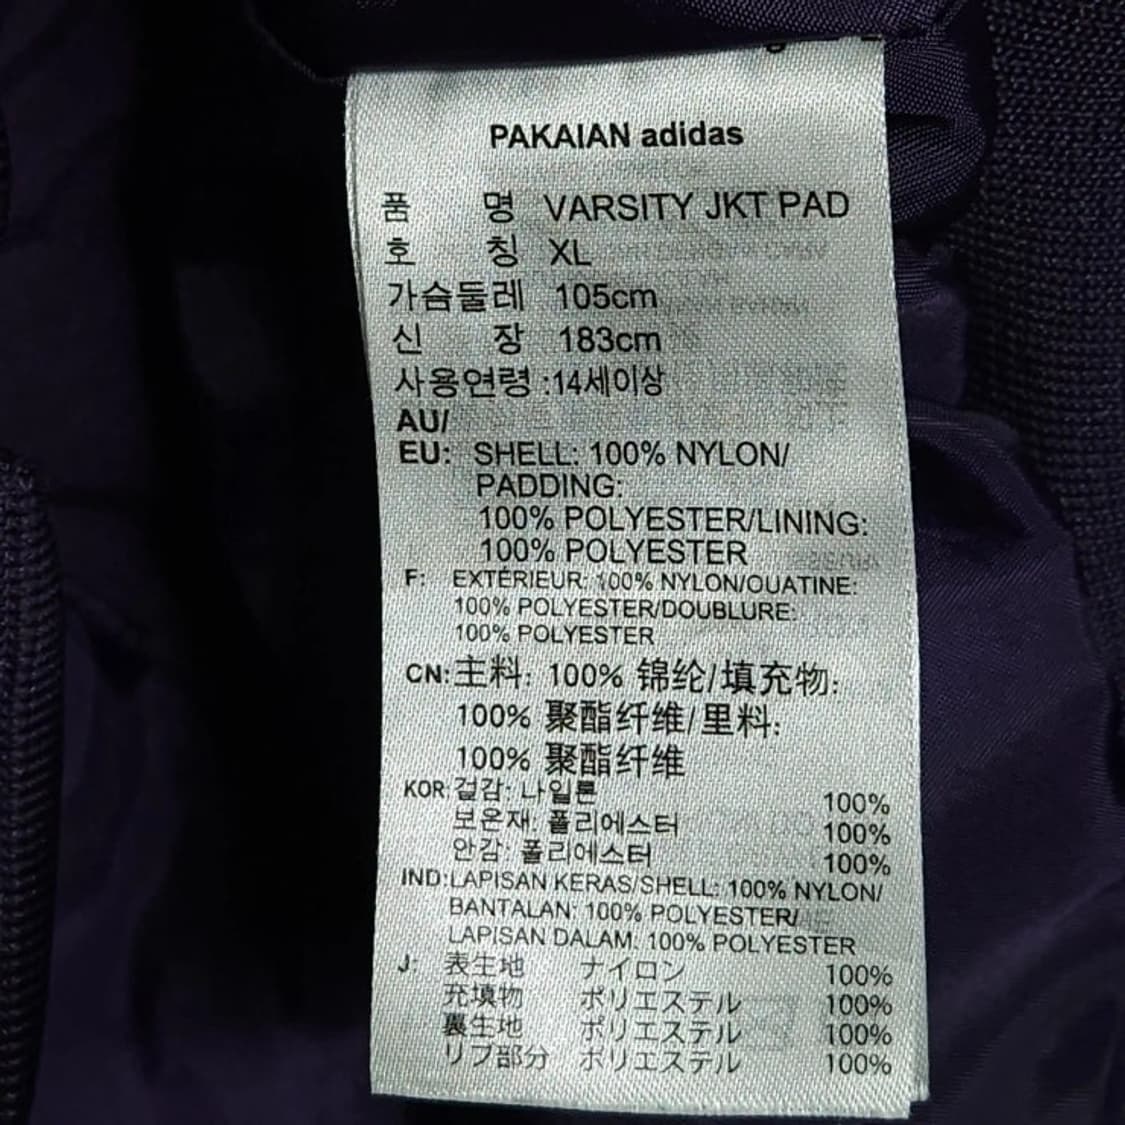 PAKAIAN adidas
품 명 VARSITY JKT PAD
호 칭 XL
가슴둘레 105cm
신 장 183cm
사용연령 :14세이상
AU/
EU: SHELL: 100% NYLON/
PADDING:
100% POLYESTER/LINING:
100% POLYESTER
F: EXTÉRIEUR: 100% NYLON/OUATINE:
100% POLYESTER/DOUBLURE:
100% POLYESTER
CN: 主料: 100% 锦纶/填充物:
100% 聚酯纤维/里料:
100% 聚酯纤维
KOR: 겉감: 나일론 100%
보온재: 폴리에스터 100%
안감: 폴리에스터 100%
IND: LAPISAN KERAS/SHELL: 100% NYLON/
BANTALAN: 100% POLYESTER/
LAPISAN DALAM: 100% POLYESTER
J: 表生地 ナイロン 100%
充填物 ポリエステル 100%
裏生地 ポリエステル 100%
リブ部分 ポリエステル 100%